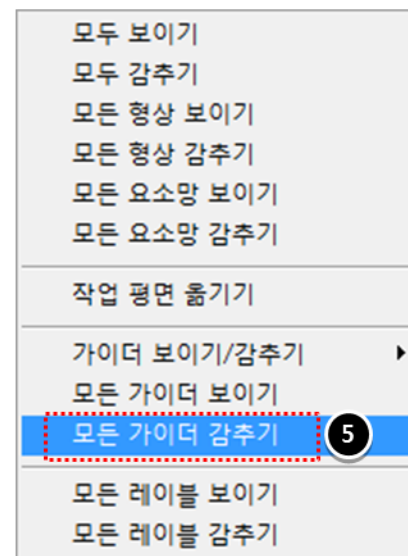 모두 보이기
모두 감추기
모든 형상 보이기
모든 형상 감추기
모든 요소망 보이기
모든 요소망 감추기
작업 평면 옮기기
가이더 보이기/감추기
모든 가이더 보이기
모든 가이더 감추기 5
모든 레이블 보이기
모든 레이블 감추기